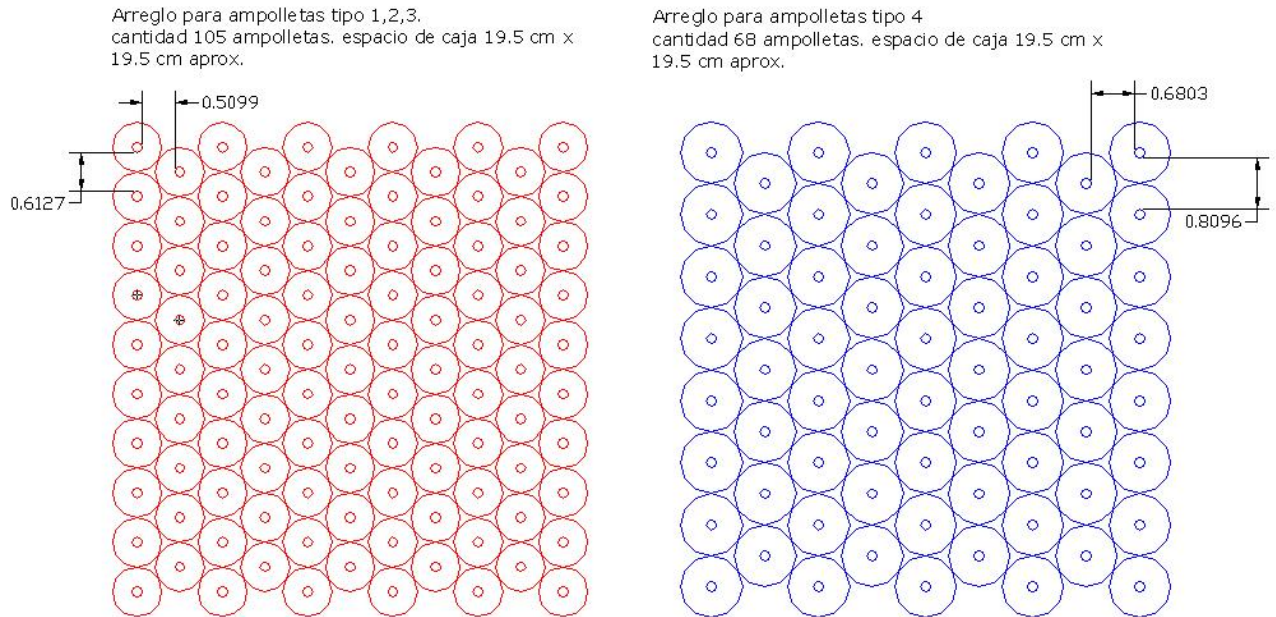 Arreglo para ampolletas tipo 1,2,3.
cantidad 105 ampolletas. espacio de caja 19.5 cm x
19.5 cm aprox.
0.5099
0.6127
Arreglo para ampolletas tipo 4
cantidad 68 ampolletas. espacio de caja 19.5 cm x
19.5 cm aprox.
0.6803
0.8096